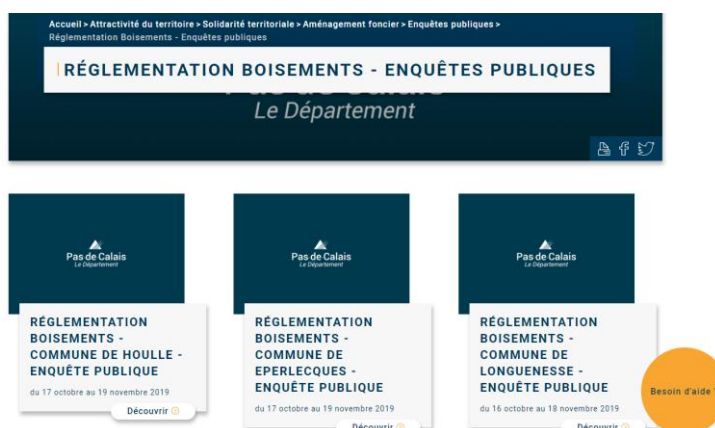 Accueil > Attractivité du territoire > Solidarité territoriale > Aménagement foncier > Enquêtes publiques >
Réglementation Boisements - Enquêtes publiques
RÉGLEMENTATION BOISEMENTS - ENQUÊTES PUBLIQUES
Pas de Calais
Le Département
Pas de Calais
Le Département
RÉGLEMENTATION
BOISEMENTS -
COMMUNE DE HOULLE -
ENQUÊTE PUBLIQUE
du 17 octobre au 19 novembre 2019
Découvrir
Pas de Calais
Le Département
RÉGLEMENTATION
BOISEMENTS -
COMMUNE DE
EPERLECQUES -
ENQUÊTE PUBLIQUE
du 17 octobre au 19 novembre 2019
Découvrir
Pas de Calais
Le Département
RÉGLEMENTATION
BOISEMENTS -
COMMUNE DE
LONGUENESSE -
ENQUÊTE PUBLIQUE
du 16 octobre au 18 novembre 2019
Découvrir
Besoin d'aide